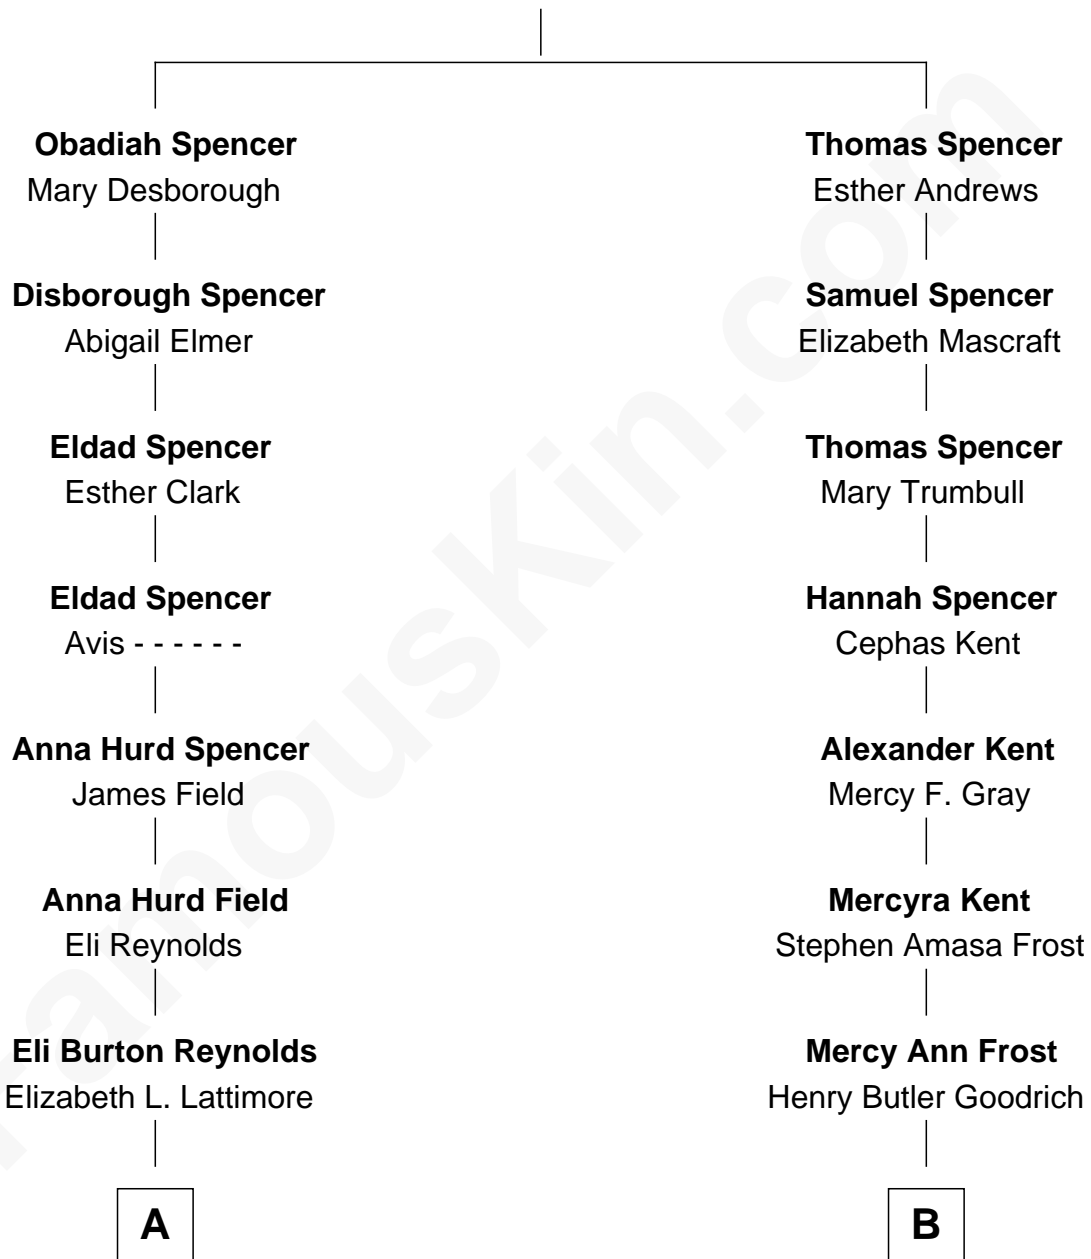 Obadiah Spencer
Mary Desborough
Disborough Spencer
Abigail Elmer
Eldad Spencer
Esther Clark
Eldad Spencer
Avis - - - - - -
Anna Hurd Spencer
James Field
Anna Hurd Field
Eli Reynolds
Eli Burton Reynolds
Elizabeth L. Lattimore
A
Thomas Spencer
Esther Andrews
Samuel Spencer
Elizabeth Mascraft
Thomas Spencer
Mary Trumbull
Hannah Spencer
Cephas Kent
Alexander Kent
Mercy F. Gray
Mercyra Kent
Stephen Amasa Frost
Mercy Ann Frost
Henry Butler Goodrich
B
FamousKin.com